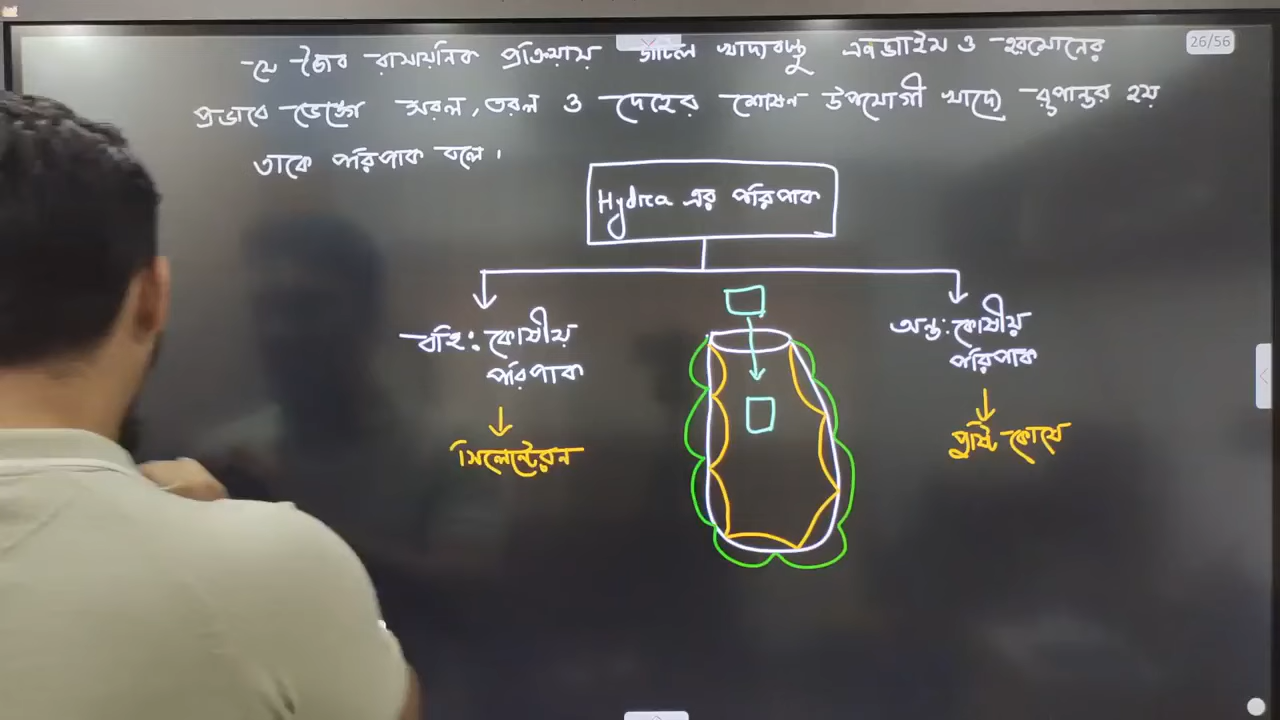 যে জৈব রাসায়নিক প্রক্রিয়ায় জটিল খাদ্যবস্তু এনজাইম ও হরমোনের
26/56
প্রভাবে ভেঙ্গে সরল, তরল ও দেহের শোষন উপযোগী খাদ্যে রূপান্তর হয়
তাকে পরিপাক বলে।
Hydra এর পরিপাক
বহি: কোষীয়
পরিপাক
সিলেন্টেরন
অন্ত: কোষীয়
পরিপাক
পুষ্টি কোষে